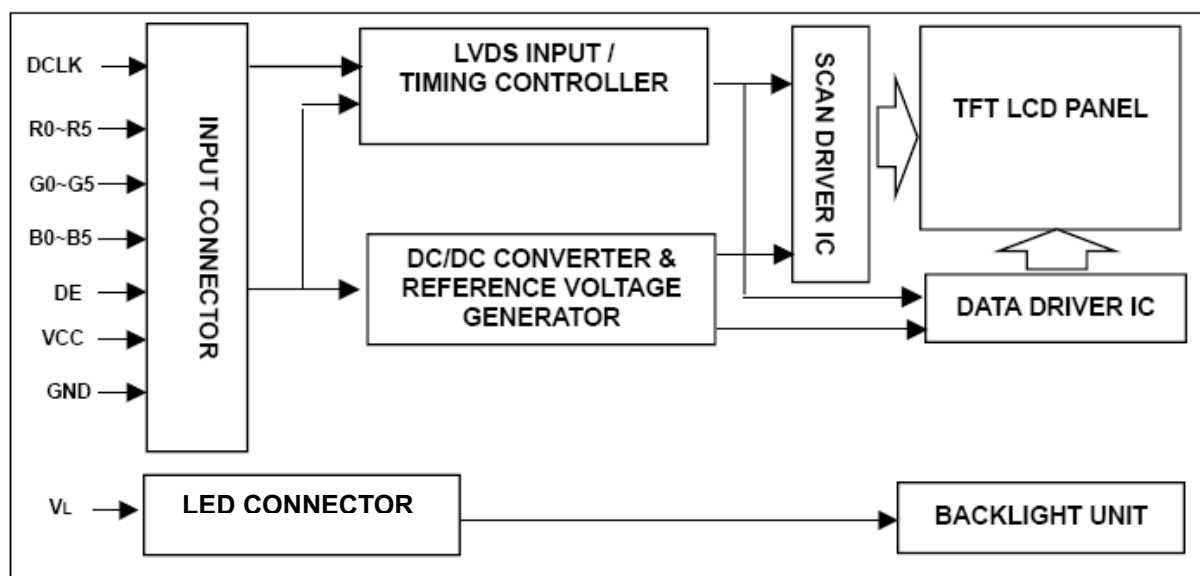 DCLK
R0~R5
G0~G5
B0~B5
DE
VCC
GND
INPUT CONNECTOR
LVDS INPUT /
TIMING CONTROLLER
DC/DC CONVERTER &
REFERENCE VOLTAGE
GENERATOR
SCAN DRIVER IC
TFT LCD PANEL
DATA DRIVER IC
VL
LED CONNECTOR
BACKLIGHT UNIT